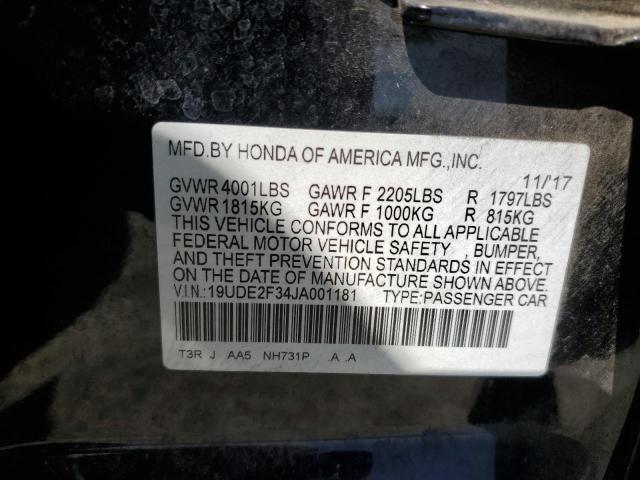 MFD.BY HONDA OF AMERICA MFG.,INC.
11/'17
GVWR 4001LBS GAWR F 2205LBS R 1797LBS
GVWR 1815KG GAWR F 1000KG R 815KG
THIS VEHICLE CONFORMS TO ALL APPLICABLE
FEDERAL MOTOR VEHICLE SAFETY , BUMPER,
AND THEFT PREVENTION STANDARDS IN EFFECT
ON THE DATE OF MANUFACTURE SHOWN ABOVE.
V.I.N.: 19UDE2F34JA001181 TYPE:PASSENGER CAR
T3R J AA5 NH731P .A .A